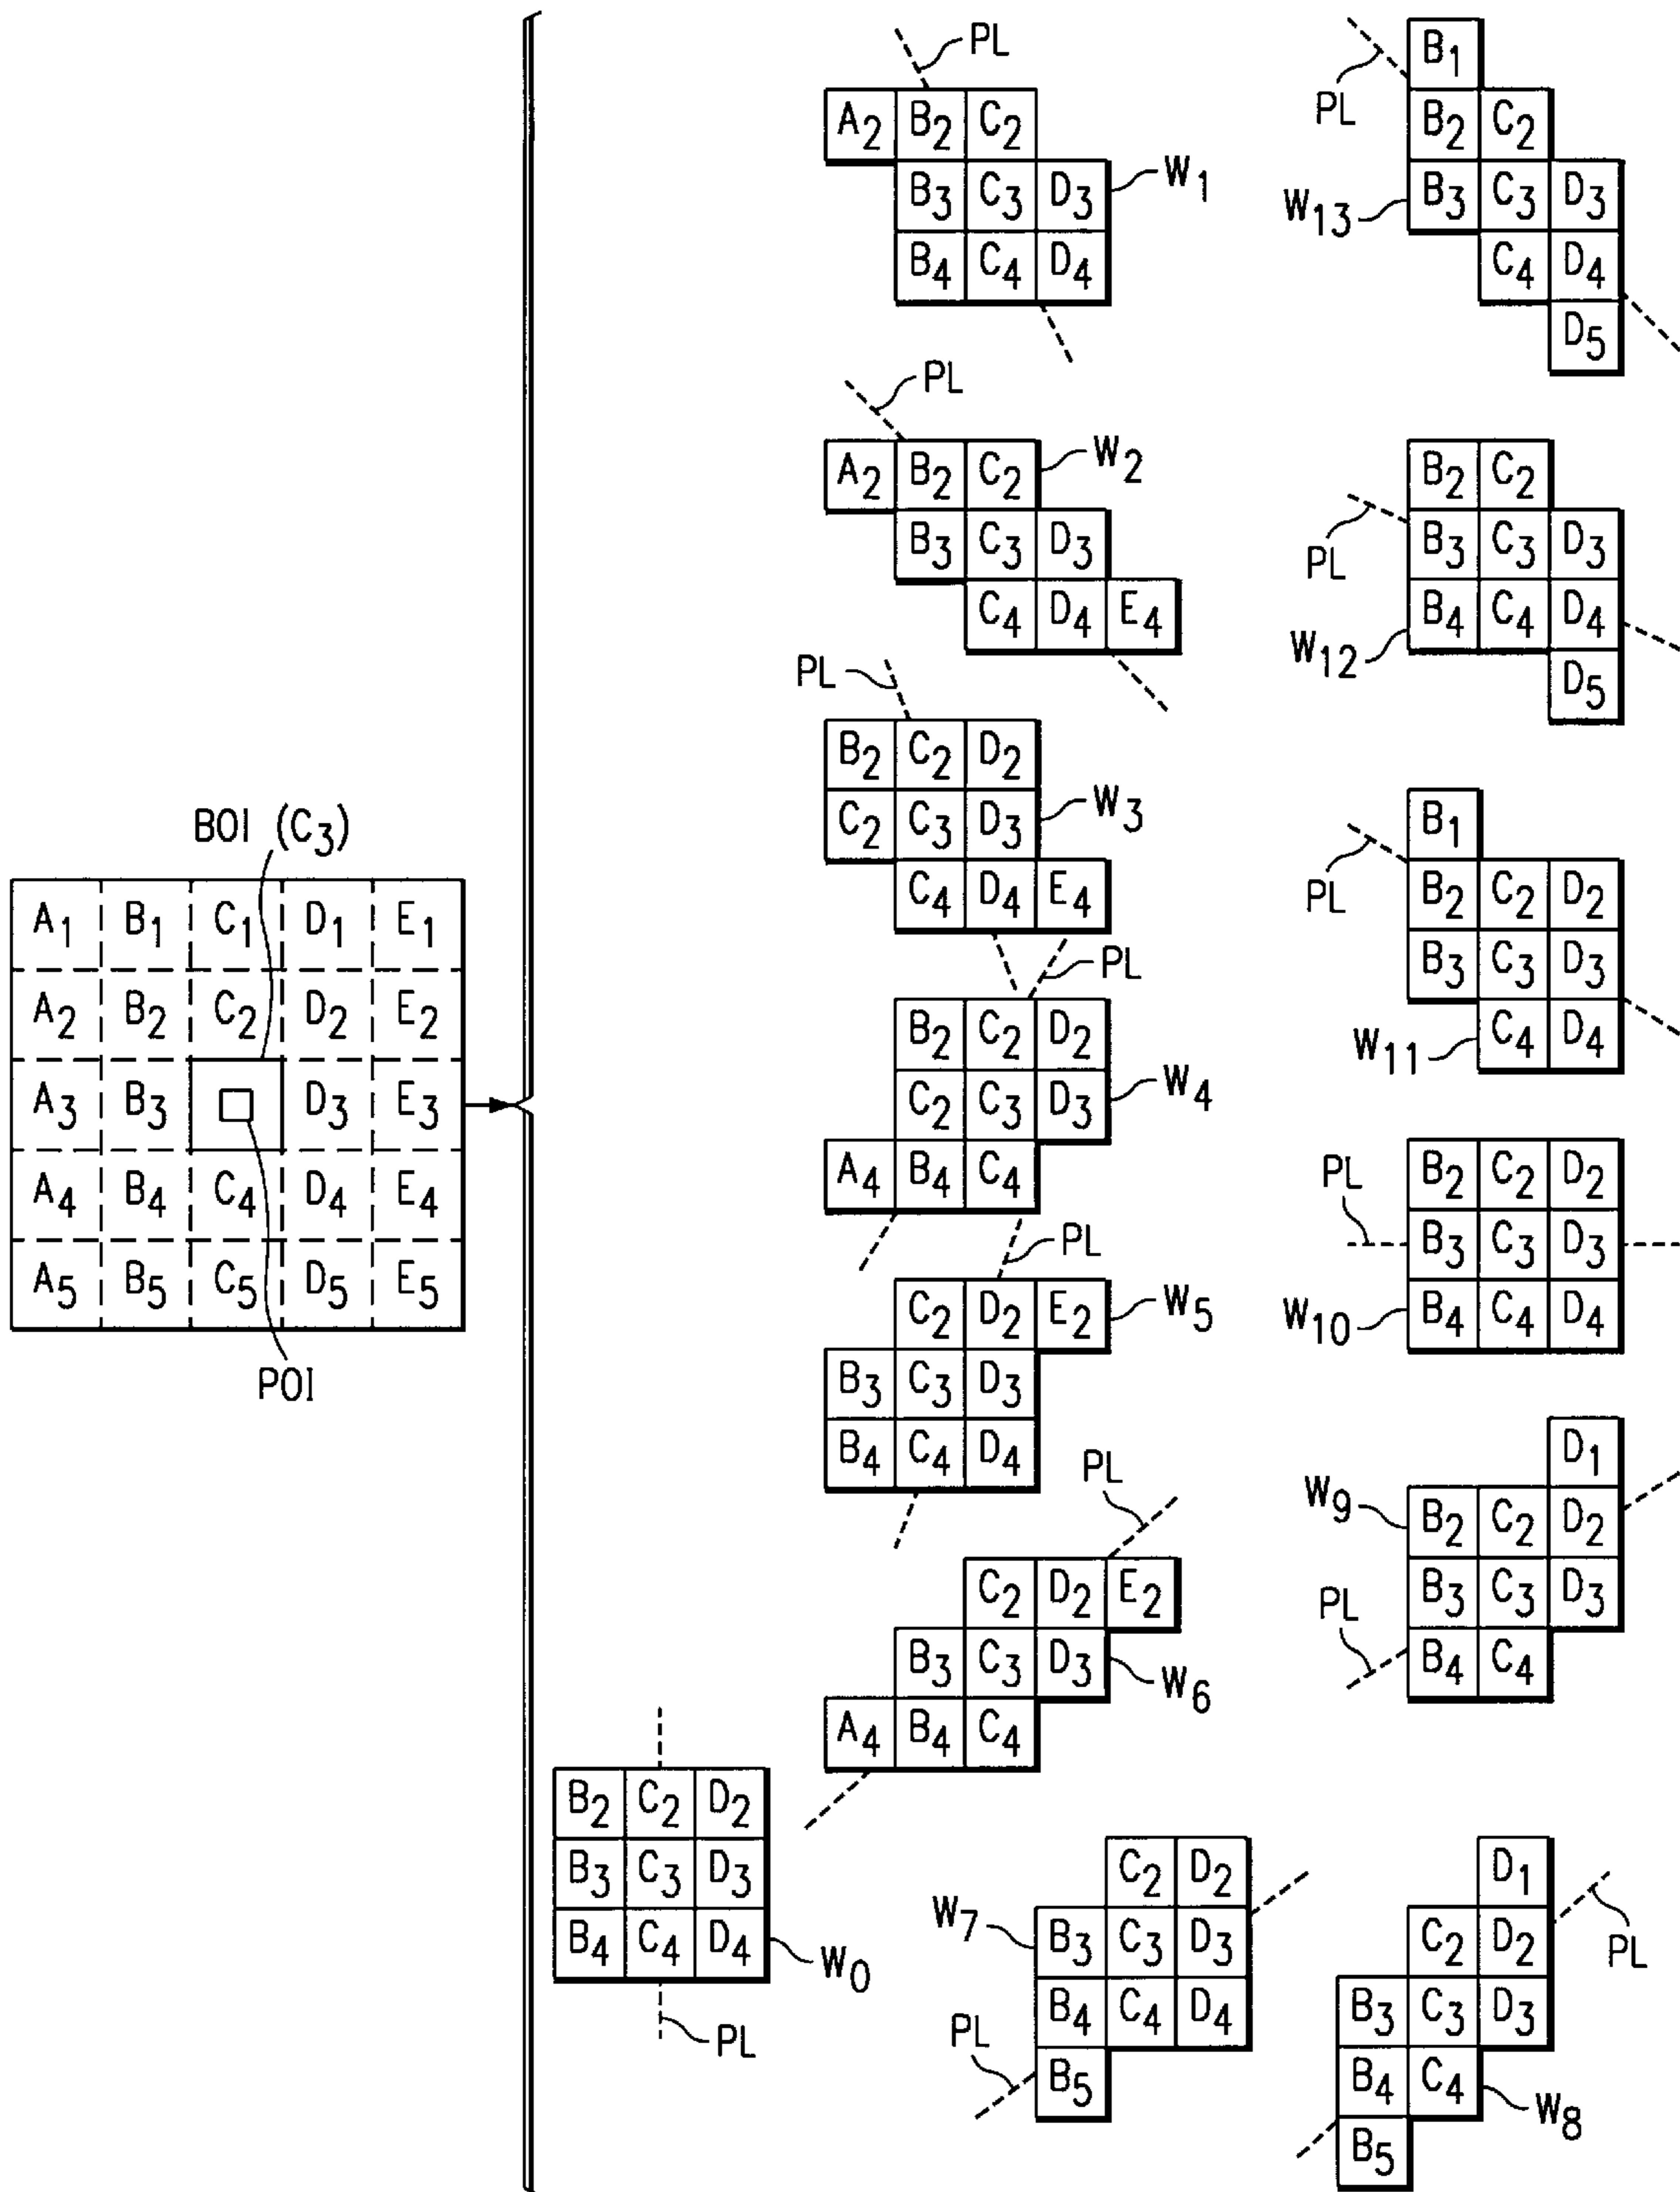 BOI (C3)
A1 B1 C1 D1 E1
A2 B2 C2 D2 E2
A3 B3 D3 E3
A4 B4 C4 D4 E4
A5 B5 C5 D5 E5
POI
PL
A2 B2 C2
B3 C3 D3
B4 C4 D4
W1
PL
A2 B2 C2
B3 C3 D3
C4 D4 E4
W2
PL
B2 C2 D2
C2 C3 D3
C4 D4 E4
W3
PL
B2 C2 D2
C2 C3 D3
A4 B4 C4
W4
PL
C2 D2 E2
B3 C3 D3
B4 C4 D4
W5
PL
C2 D2 E2
B3 C3 D3
A4 B4 C4
W6
B2 C2 D2
B3 C3 D3
B4 C4 D4
W0
PL
C2 D2
W7
B3 C3 D3
B4 C4 D4
PL
B5
D1
C2 D2
PL
B3 C3 D3
B4 C4
W8
B5
B1
PL
B2 C2
W13
B3 C3 D3
C4 D4
D5
B2 C2
PL
B3 C3 D3
W12
B4 C4 D4
D5
B1
PL
B2 C2 D2
B3 C3 D3
W11
C4 D4
PL
B2 C2 D2
B3 C3 D3
W10
B4 C4 D4
D1
W9
B2 C2 D2
PL
B3 C3 D3
B4 C4